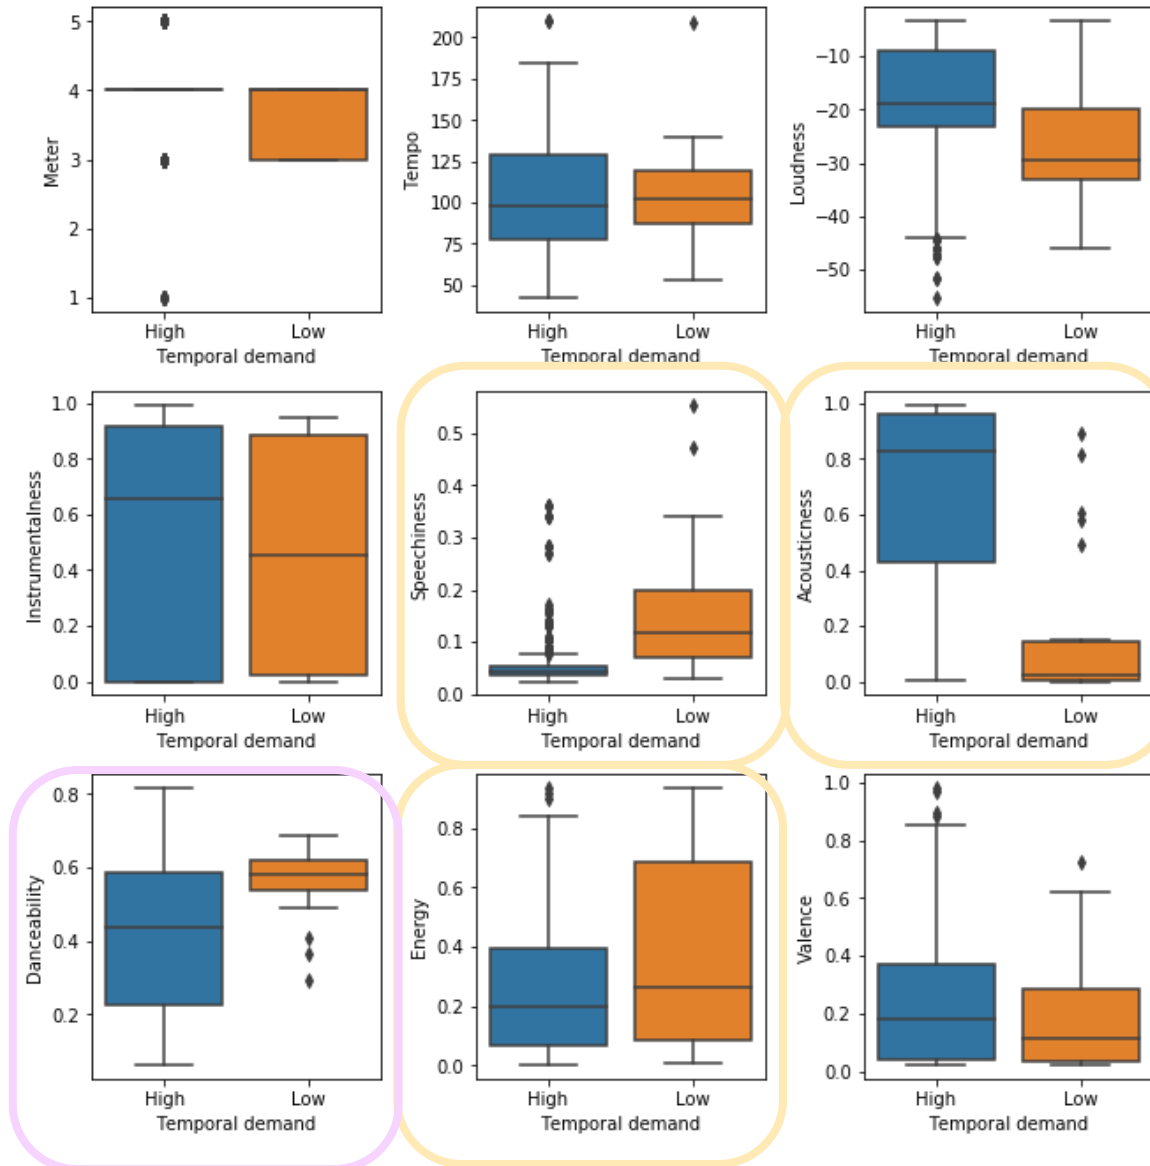 Meter
5
4
3
2
1
High Low
Temporal demand
Tempo
200
175
150
125
100
75
50
High Low
Temporal demand
Loudness
−10
−20
−30
−40
−50
High Low
Temporal demand
Instrumentalness
1.0
0.8
0.6
0.4
0.2
0.0
High Low
Temporal demand
Speechiness
0.5
0.4
0.3
0.2
0.1
0.0
High Low
Temporal demand
Acousticness
1.0
0.8
0.6
0.4
0.2
0.0
High Low
Temporal demand
Danceability
0.8
0.6
0.4
0.2
High Low
Temporal demand
Energy
0.8
0.6
0.4
0.2
0.0
High Low
Temporal demand
Valence
1.0
0.8
0.6
0.4
0.2
0.0
High Low
Temporal demand